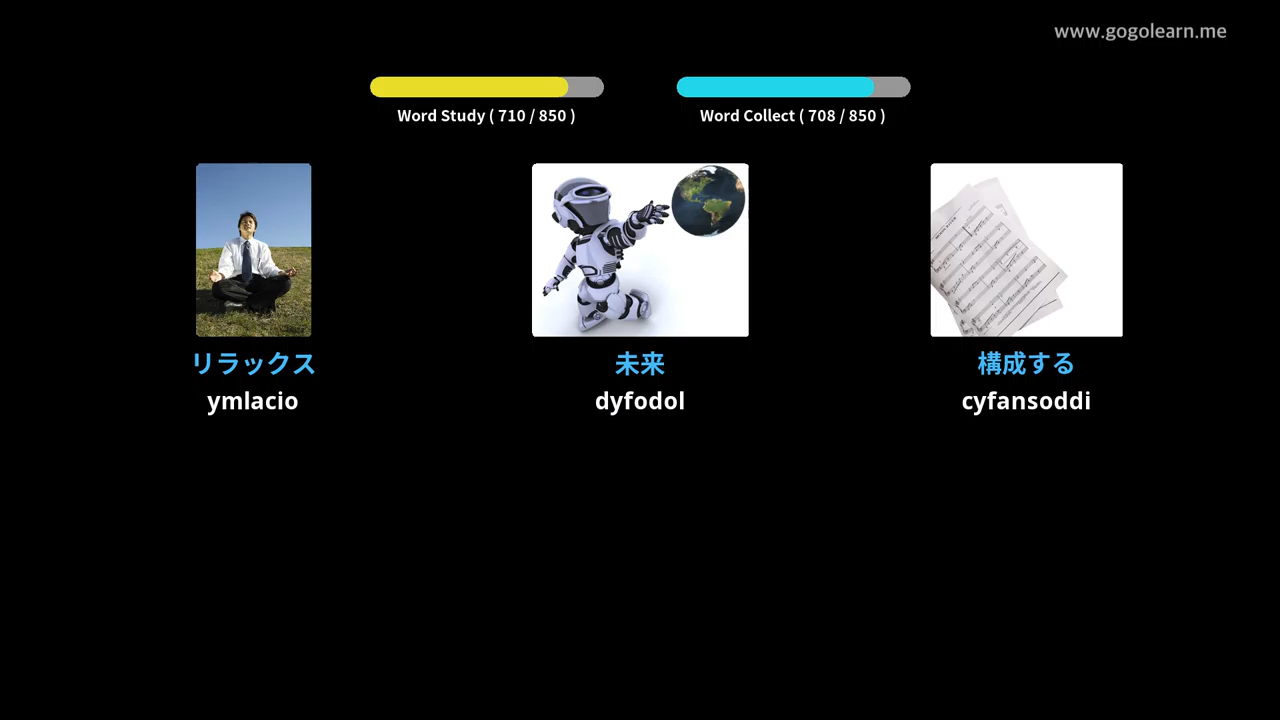 www.gogolearn.me
Word Study ( 710 / 850 )
Word Collect ( 708 / 850 )
リラックス
ymlacio
未来
dyfodol
構成する
cyfansoddi